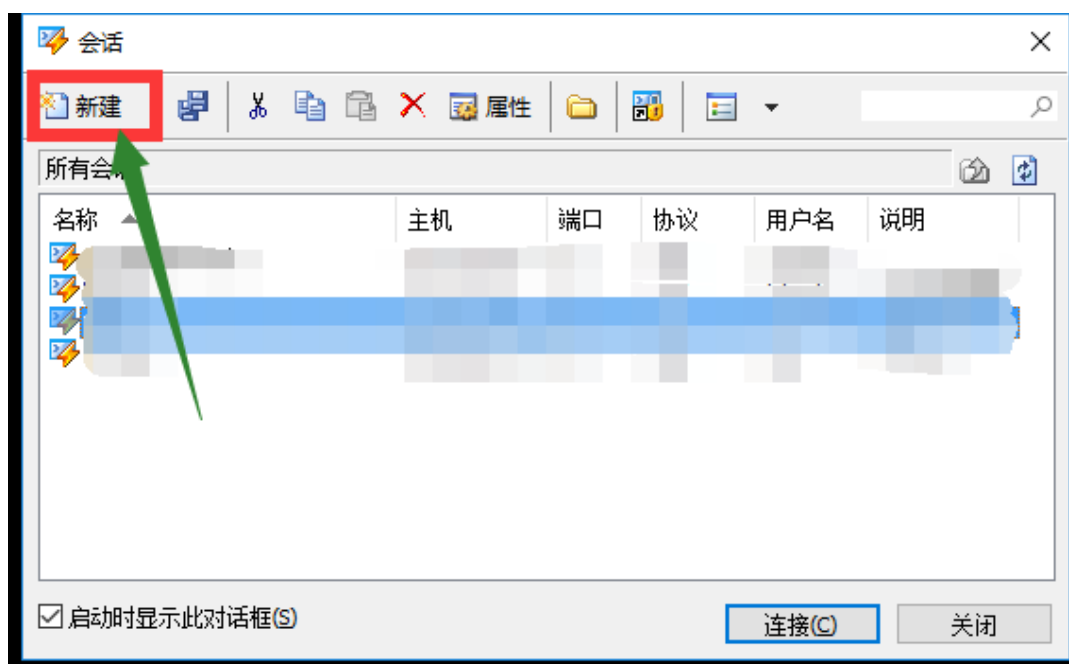 会话
新建 属性
所有会
名称 主机 端口 协议 用户名 说明
启动时显示此对话框(S)
连接(C) 关闭